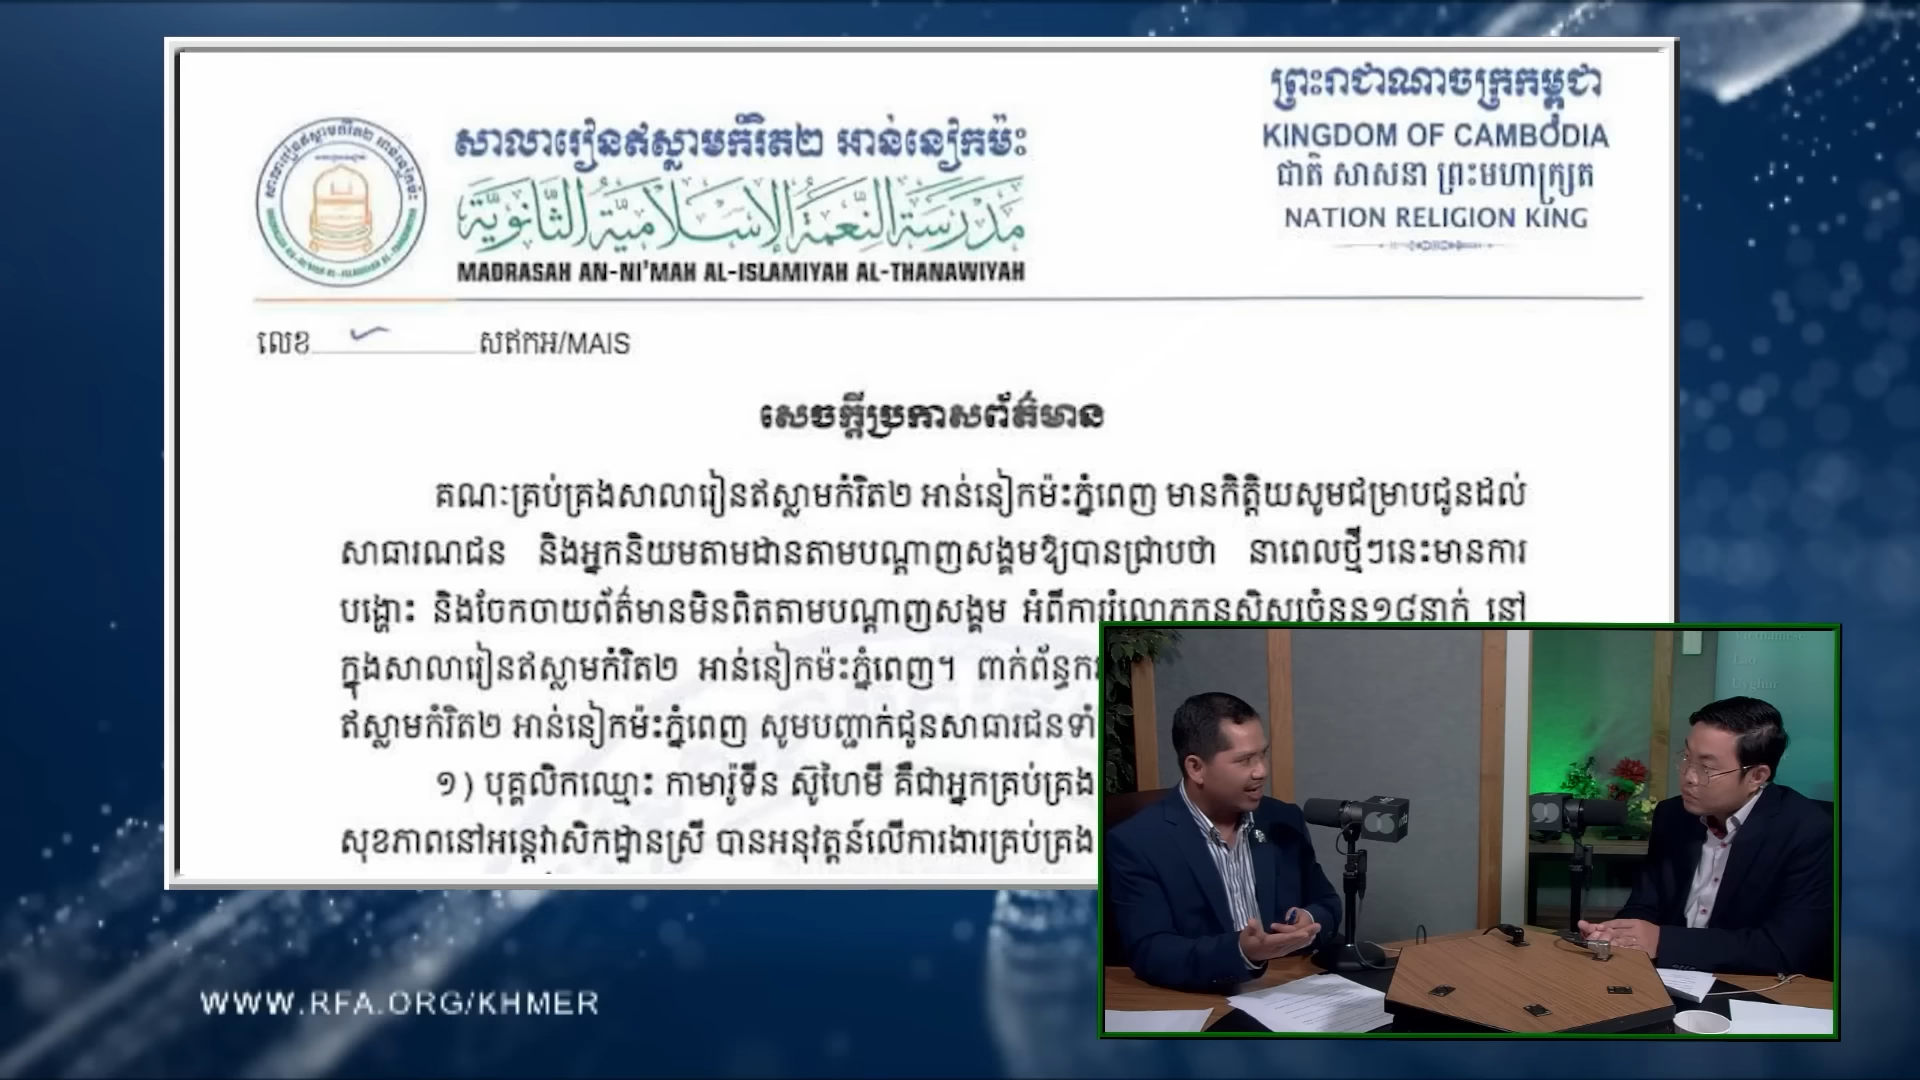 ព្រះរាជាណាចក្រកម្ពុជា
KINGDOM OF CAMBODIA
ជាតិ សាសនា ព្រះមហាក្សត្រ
NATION RELIGION KING
សាលារៀនឥស្លាមកំរិត២ អាន់នៀកម៉ះ
مَدْرَسَةُ النِّعْمَةِ الإِسْلَامِيَّةِ الثَّانَوِيَّة
MADRASAH AN-NI'MAH AL-ISLAMIYAH AL-THANAWIYAH
លេខ សឥកអ/MAIS
សេចក្តីប្រកាសព័ត៌មាន
គណៈគ្រប់គ្រងសាលារៀនឥស្លាមកំរិត២ អាន់នៀកម៉ះភ្នំពេញ មានកិត្តិយសូមជម្រាបជូនដល់
សាធារណជន និងអ្នកនិយមតាមដានតាមបណ្តាញសង្គមឱ្យបានជ្រាបថា នាពេលថ្មីៗនេះមានការ
បង្ហោះ និងចែកចាយព័ត៌មានមិនពិតតាមបណ្តាញសង្គម អំពីការរំលោភកូនសិស្សចំនួន១៨នាក់ នៅ
ក្នុងសាលារៀនឥស្លាមកំរិត២ អាន់នៀកម៉ះភ្នំពេញ។ ពាក់ព័ន្ធ
ឥស្លាមកំរិត២ អាន់នៀកម៉ះភ្នំពេញ សូមបញ្ជាក់ជូនសាធារជនទាំ
១) បុគ្គលិកឈ្មោះ កាមារ៉ូទីន ស៊ូហៃមី គឺជាអ្នកគ្រប់គ្រង
សុខភាពនៅអន្តេវាសិកដ្ឋានស្រី បានអនុវត្តន៍លើការងារគ្រប់គ្រង
Vietnamese
Lao
Uyghur
WWW.RFA.ORG/KHMER